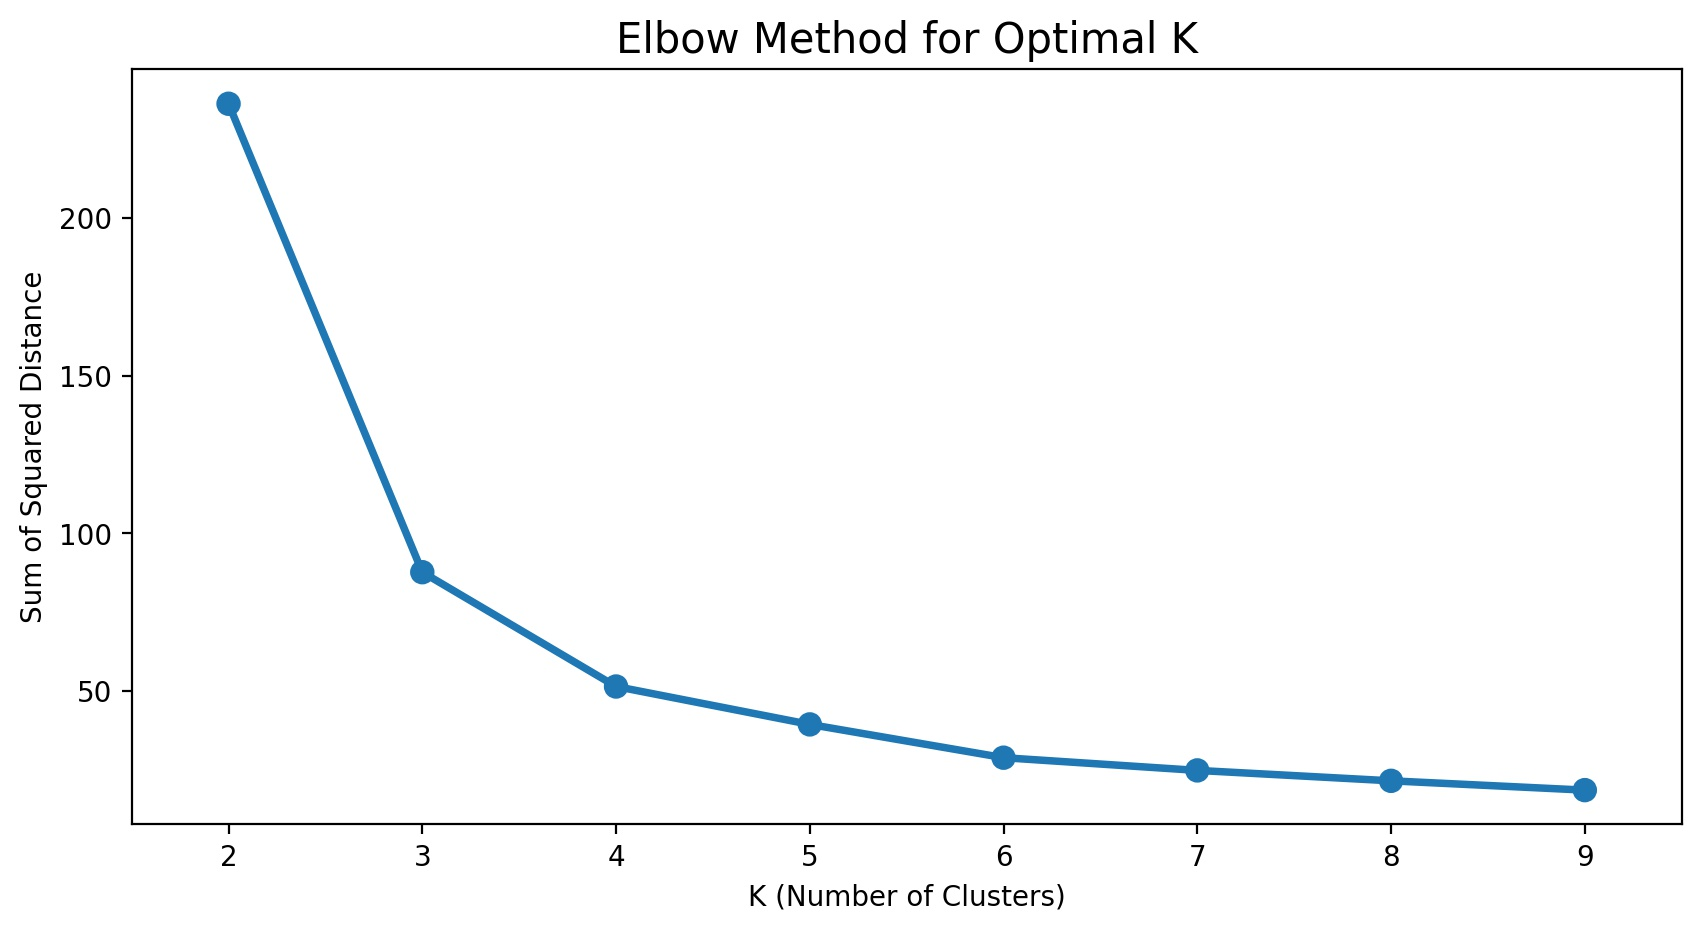 Elbow Method for Optimal K
Sum of Squared Distance
200
150
100
50
2 3 4 5 6 7 8 9
K (Number of Clusters)